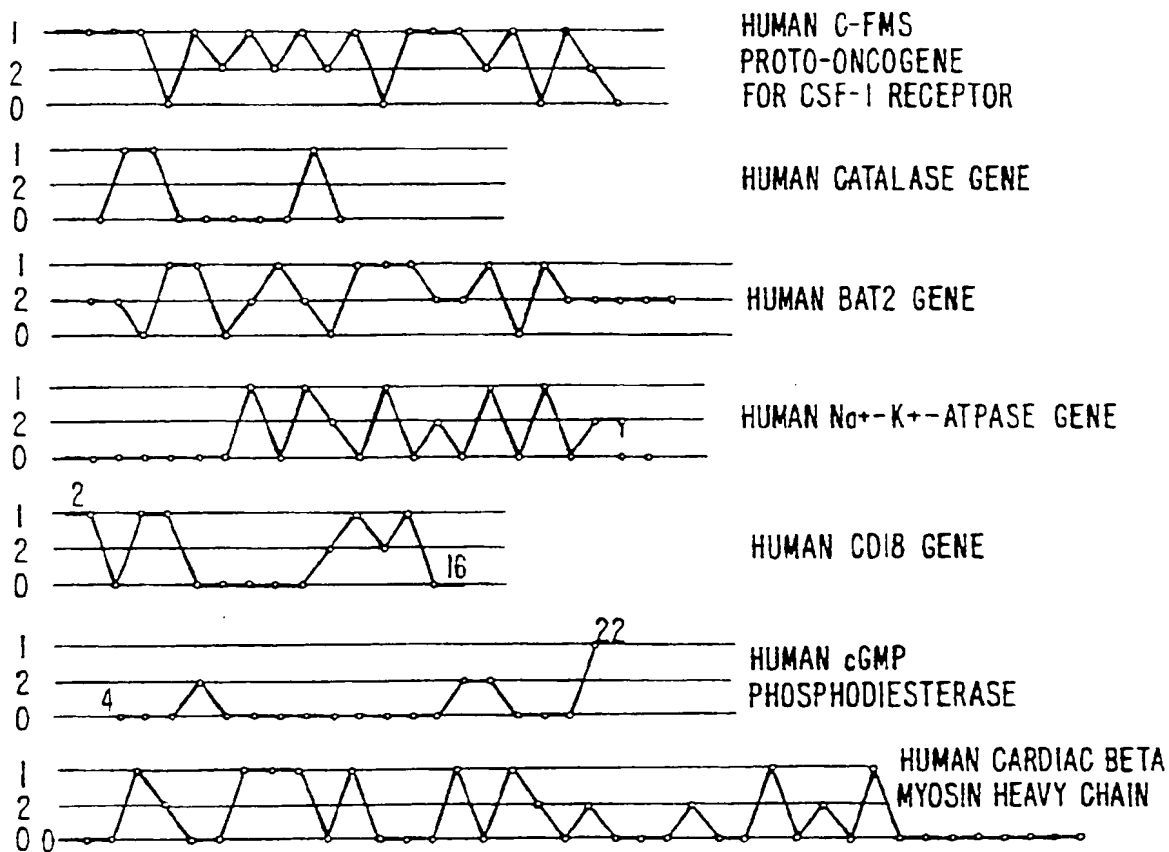 1
2
0
HUMAN C-FMS
PROTO-ONCOGENE
FOR CSF-1 RECEPTOR
1
2
0
HUMAN CATALASE GENE
1
2
0
HUMAN BAT2 GENE
1
2
0
HUMAN Na+-K+-ATPASE GENE
2
1
2
0
16
HUMAN CD18 GENE
1
2
0
4
22
HUMAN cGMP
PHOSPHODIESTERASE
1
2
0 0
HUMAN CARDIAC BETA
MYOSIN HEAVY CHAIN